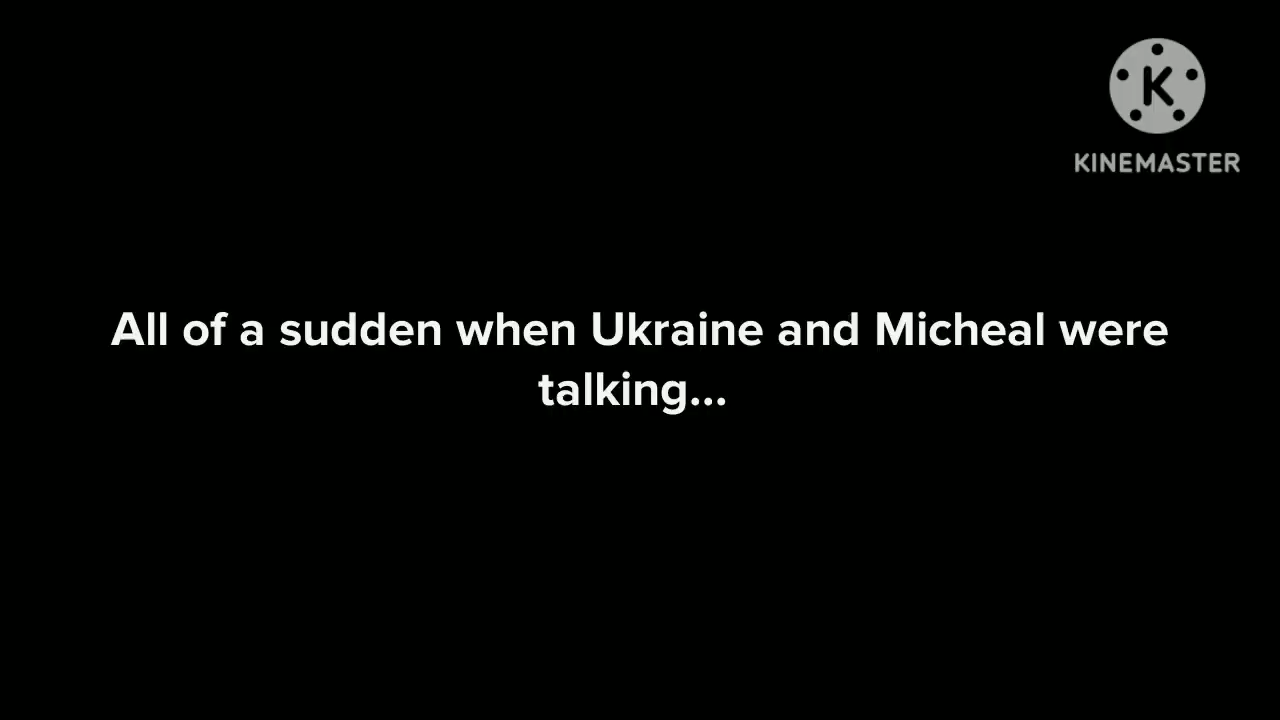 K
KINEMASTER
All of a sudden when Ukraine and Micheal were
talking...